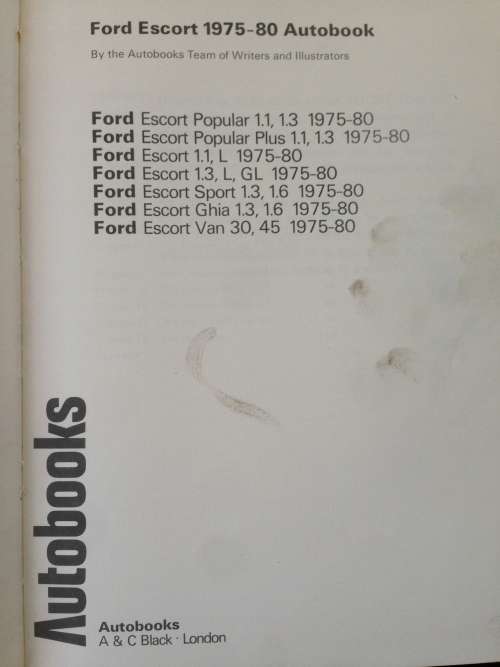 Ford Escort 1975-80 Autobook
By the Autobooks Team of Writers and Illustrators
Ford Escort Popular 1.1, 1.3 1975-80
Ford Escort Popular Plus 1.1, 1.3 1975-80
Ford Escort 1.1, L 1975-80
Ford Escort 1.3, L, GL 1975-80
Ford Escort Sport 1.3, 1.6 1975-80
Ford Escort Ghia 1.3, 1.6 1975-80
Ford Escort Van 30, 45 1975-80
Autobooks
Autobooks
A & C Black · London